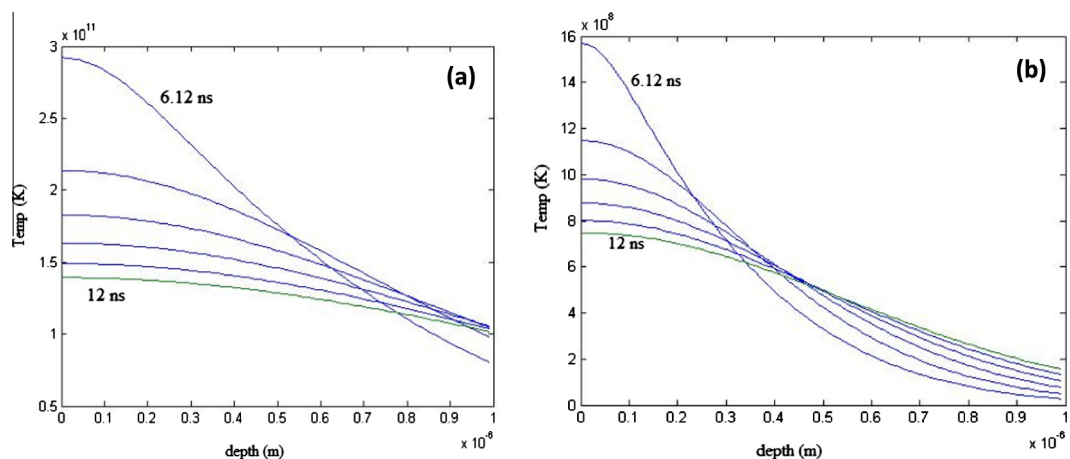 x 10^11
3
2.5
2
1.5
1
0.5
Temp (K)
(a)
6.12 ns
12 ns
0 0.1 0.2 0.3 0.4 0.5 0.6 0.7 0.8 0.9 1
x 10^-6
depth (m)
x 10^8
16
14
12
10
8
6
4
2
0
Temp (K)
(b)
6.12 ns
12 ns
0 0.1 0.2 0.3 0.4 0.5 0.6 0.7 0.8 0.9 1
x 10^-6
depth (m)